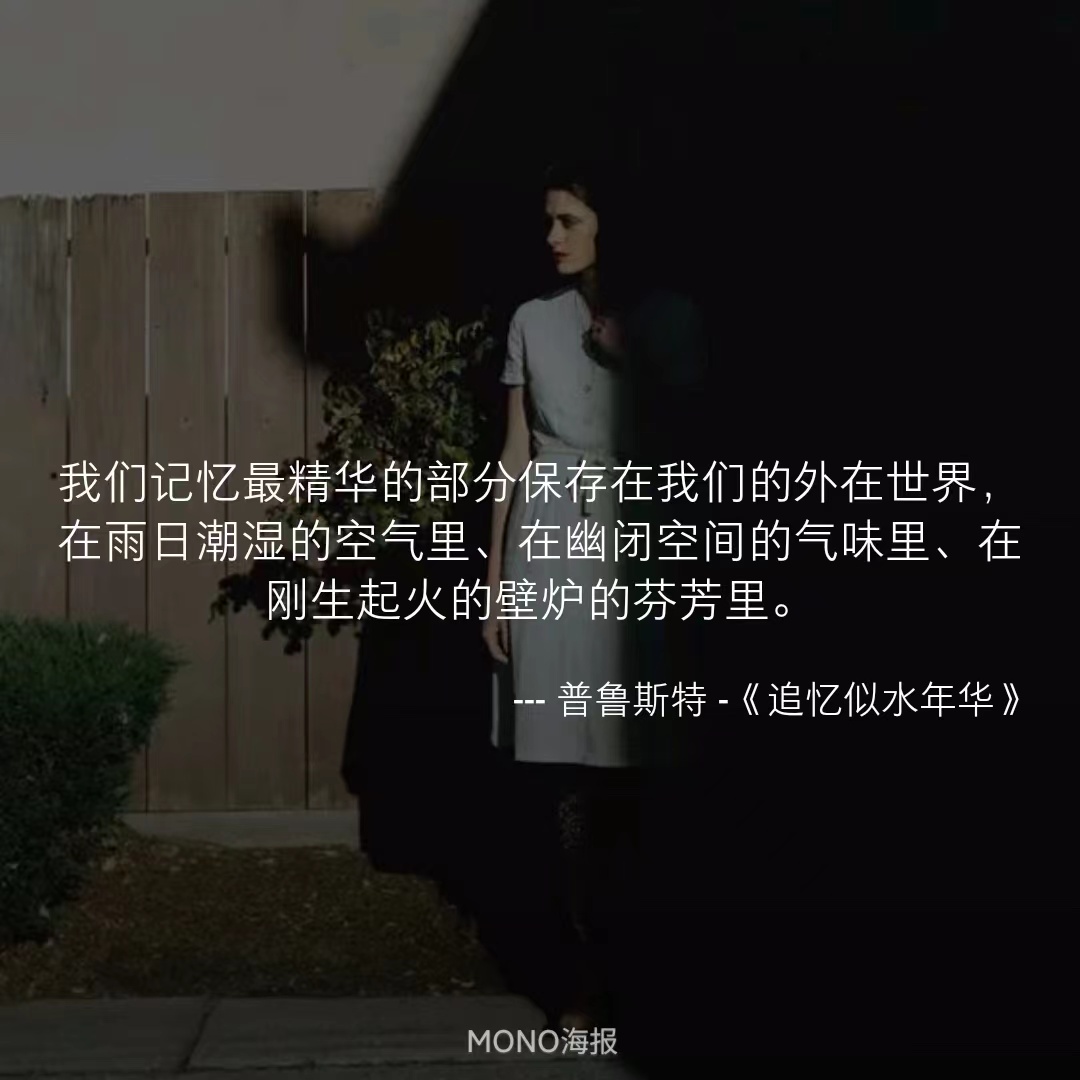 我们记忆最精华的部分保存在我们的外在世界，
在雨日潮湿的空气里、在幽闭空间的气味里、在
刚生起火的壁炉的芬芳里。
--- 普鲁斯特 -《追忆似水年华》
MONO海报